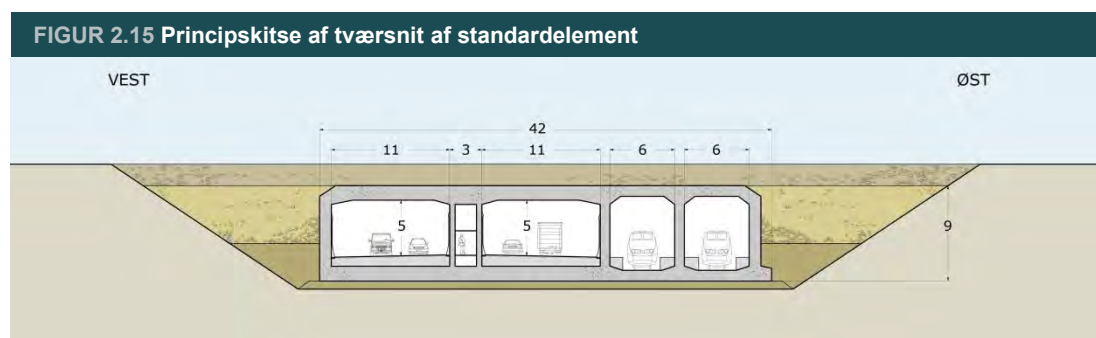 FIGUR 2.15 Principskitse af tværsnit af standardelement
VEST ØST
42
11 3 11 6 6
5 5 9